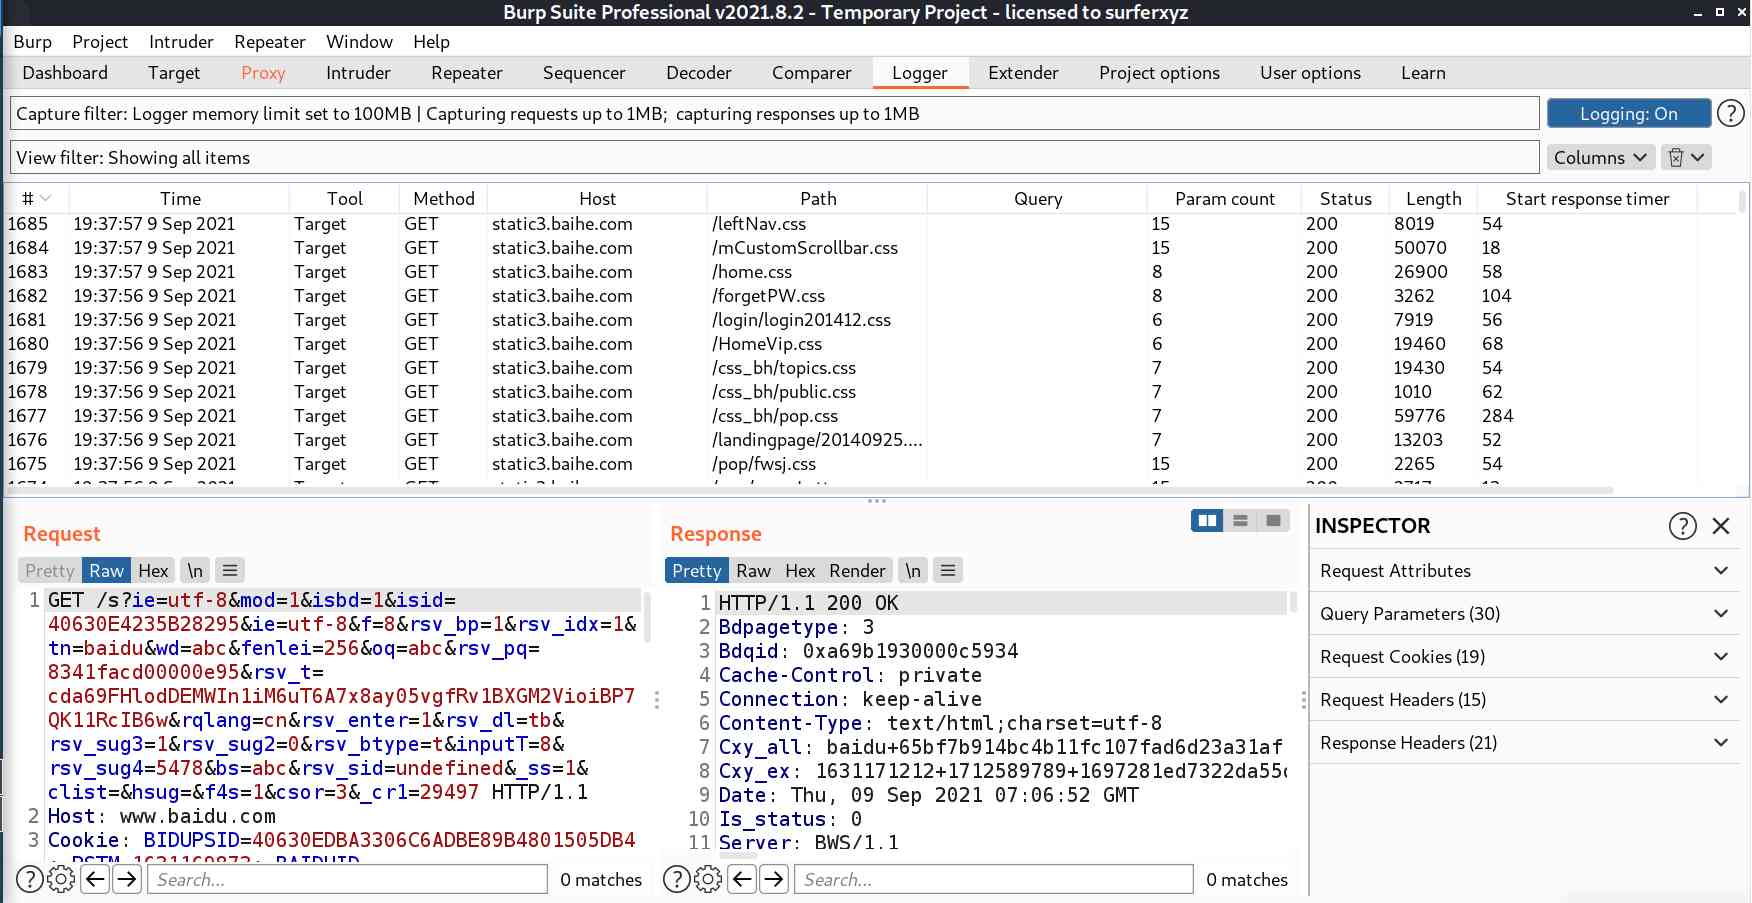 Burp Suite Professional v2021.8.2 - Temporary Project - licensed to surferxyz
Burp Project Intruder Repeater Window Help
Dashboard Target Proxy Intruder Repeater Sequencer Decoder Comparer Logger Extender Project options User options Learn
Capture filter: Logger memory limit set to 100MB | Capturing requests up to 1MB; capturing responses up to 1MB Logging: On ?
View filter: Showing all items Columns
# Time Tool Method Host Path Query Param count Status Length Start response timer
1685 19:37:57 9 Sep 2021 Target GET static3.baihe.com /leftNav.css 15 200 8019 54
1684 19:37:57 9 Sep 2021 Target GET static3.baihe.com /mCustomScrollbar.css 15 200 50070 18
1683 19:37:57 9 Sep 2021 Target GET static3.baihe.com /home.css 8 200 26900 58
1682 19:37:56 9 Sep 2021 Target GET static3.baihe.com /forgetPW.css 8 200 3262 104
1681 19:37:56 9 Sep 2021 Target GET static3.baihe.com /login/login201412.css 6 200 7919 56
1680 19:37:56 9 Sep 2021 Target GET static3.baihe.com /HomeVip.css 6 200 19460 68
1679 19:37:56 9 Sep 2021 Target GET static3.baihe.com /css_bh/topics.css 7 200 19430 54
1678 19:37:56 9 Sep 2021 Target GET static3.baihe.com /css_bh/public.css 7 200 1010 62
1677 19:37:56 9 Sep 2021 Target GET static3.baihe.com /css_bh/pop.css 7 200 59776 284
1676 19:37:56 9 Sep 2021 Target GET static3.baihe.com /landingpage/20140925.... 7 200 13203 52
1675 19:37:56 9 Sep 2021 Target GET static3.baihe.com /pop/fwsj.css 15 200 2265 54
Request
Pretty Raw Hex \n
1 GET /s?ie=utf-8&mod=1&isbd=1&isid=
40630E4235B28295&ie=utf-8&f=8&rsv_bp=1&rsv_idx=1&
tn=baidu&wd=abc&fenlei=256&oq=abc&rsv_pq=
8341facd00000e95&rsv_t=
cda69FHlodDEMWIn1iM6uT6A7x8ay05vgfRv1BXGM2VioiBP7
QK11RcIB6w&rqlang=cn&rsv_enter=1&rsv_dl=tb&
rsv_sug3=1&rsv_sug2=0&rsv_btype=t&inputT=8&
rsv_sug4=5478&bs=abc&rsv_sid=undefined&_ss=1&
clist=&hsug=&f4s=1&csor=3&_cr1=29497 HTTP/1.1
2 Host: www.baidu.com
3 Cookie: BIDUPSID=40630EDBA3306C6ADBE89B4801505DB4
? Search... 0 matches
Response
Pretty Raw Hex Render \n
1 HTTP/1.1 200 OK
2 Bdpagetype: 3
3 Bdqid: 0xa69b1930000c5934
4 Cache-Control: private
5 Connection: keep-alive
6 Content-Type: text/html;charset=utf-8
7 Cxy_all: baidu+65bf7b914bc4b11fc107fad6d23a31af
8 Cxy_ex: 1631171212+1712589789+1697281ed7322da55
9 Date: Thu, 09 Sep 2021 07:06:52 GMT
10 Is_status: 0
11 Server: BWS/1.1
? Search... 0 matches
INSPECTOR ?
Request Attributes
Query Parameters (30)
Request Cookies (19)
Request Headers (15)
Response Headers (21)